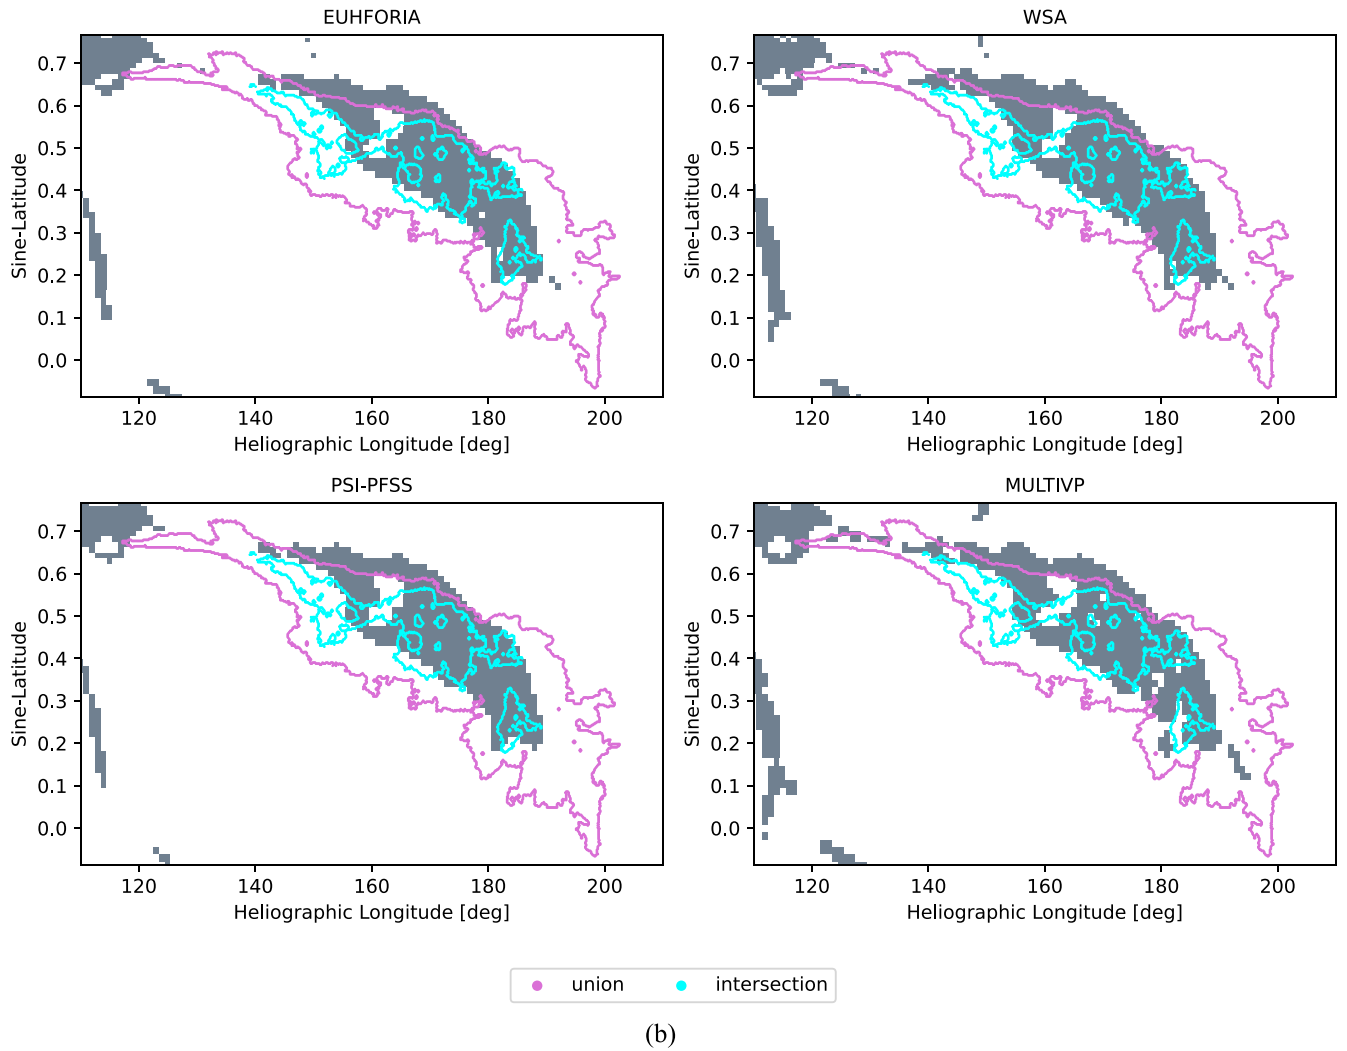 EUHFORIA
WSA
Sine-Latitude
0.7
0.6
0.5
0.4
0.3
0.2
0.1
0.0
120 140 160 180 200
Heliographic Longitude [deg]
Sine-Latitude
0.7
0.6
0.5
0.4
0.3
0.2
0.1
0.0
120 140 160 180 200
Heliographic Longitude [deg]
PSI-PFSS
MULTIVP
Sine-Latitude
0.7
0.6
0.5
0.4
0.3
0.2
0.1
0.0
120 140 160 180 200
Heliographic Longitude [deg]
Sine-Latitude
0.7
0.6
0.5
0.4
0.3
0.2
0.1
0.0
120 140 160 180 200
Heliographic Longitude [deg]
union intersection
(b)